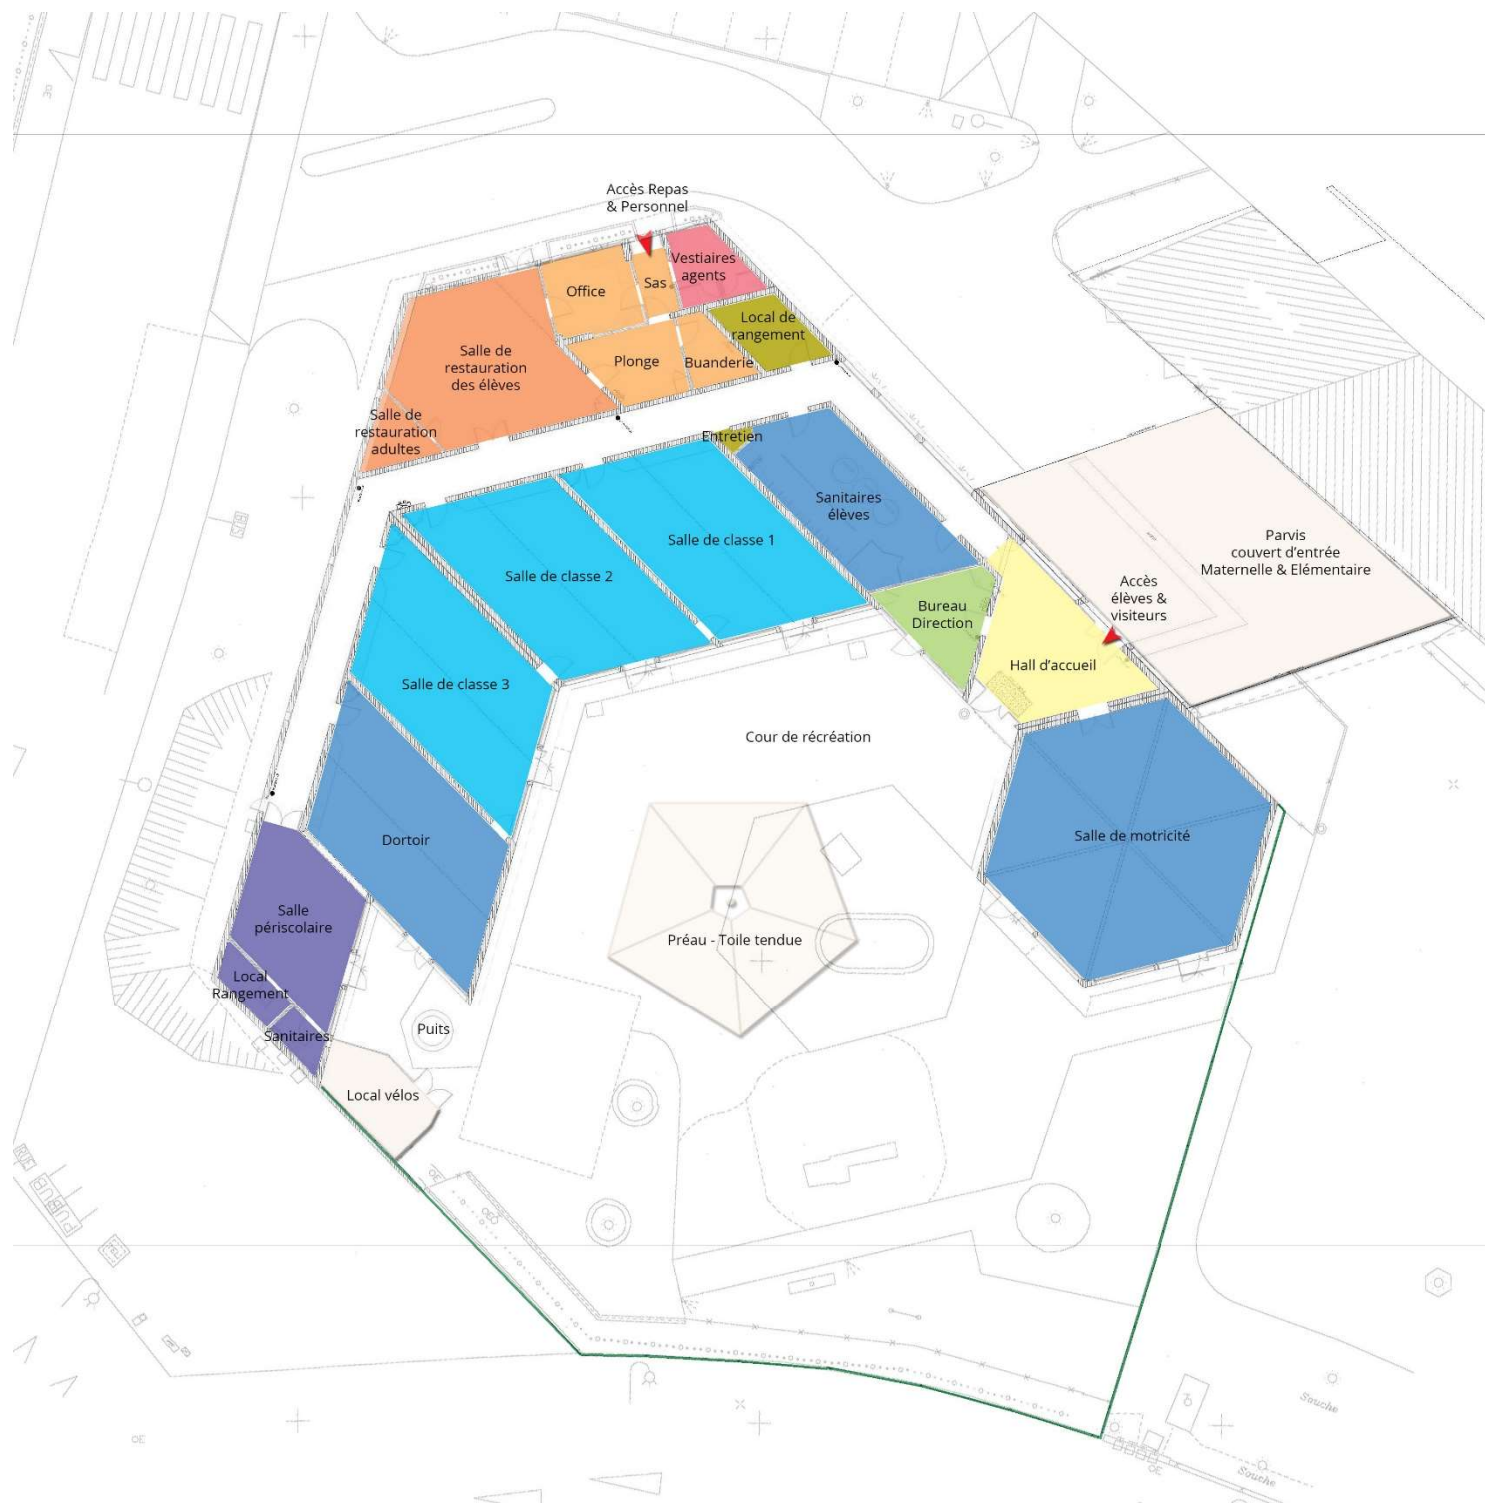 30
Accès Repas
& Personnel
Vestiaires
agents
Office
Sas
Local de
rangement
Salle de
restauration
des élèves
Plonge
Buanderie
Salle de
restauration
adultes
Entretien
Sanitaires
élèves
Salle de classe 1
Salle de classe 2
Salle de classe 3
Parvis
couvert d'entrée
Maternelle & Elémentaire
Accès
élèves &
visiteurs
Bureau
Direction
Hall d'accueil
Cour de récréation
Dortoir
Salle de motricité
Salle
périscolaire
Préau - Toile tendue
Local
Rangement
Sanitaires
Puits
Local vélos
PUBUP
Souche
Souche